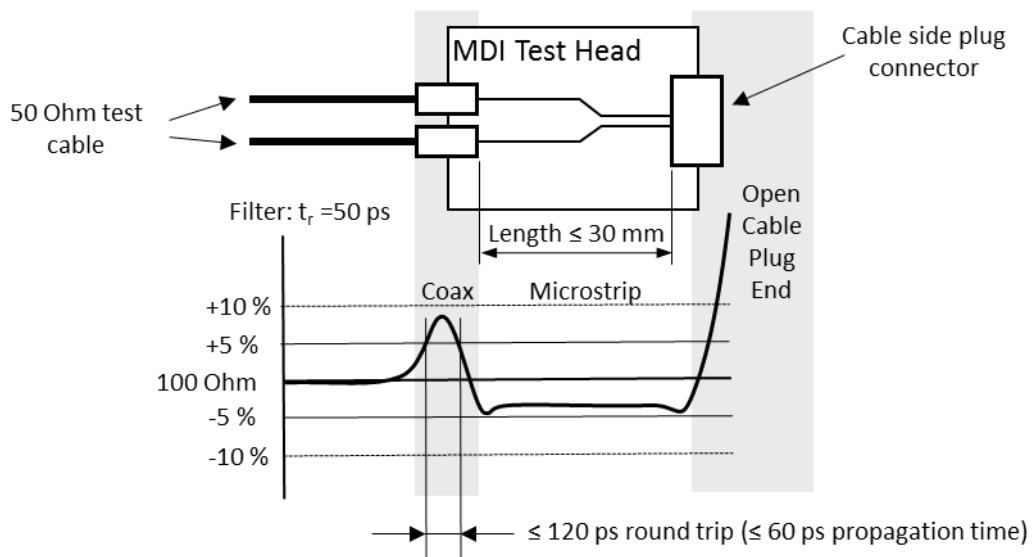 MDI Test Head
Cable side plug
connector
50 Ohm test
cable
Filter: tr =50 ps
Length ≤ 30 mm
Open
Cable
Plug
End
Coax
Microstrip
+10 %
+5 %
100 Ohm
-5 %
-10 %
≤ 120 ps round trip (≤ 60 ps propagation time)